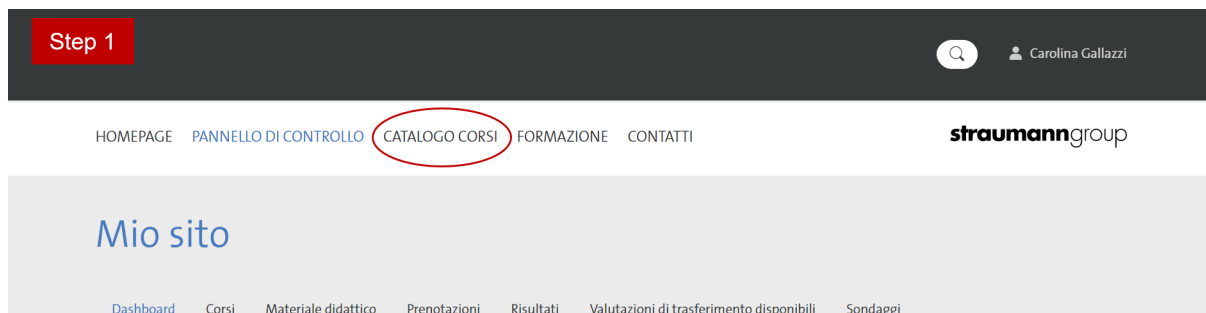 Step 1
Carolina Gallazzi
HOMEPAGE PANNELLO DI CONTROLLO CATALOGO CORSI FORMAZIONE CONTATTI straumanngroup
Mio sito
Dashboard Corsi Materiale didattico Prenotazioni Risultati Valutazioni di trasferimento disponibili Sondaggi